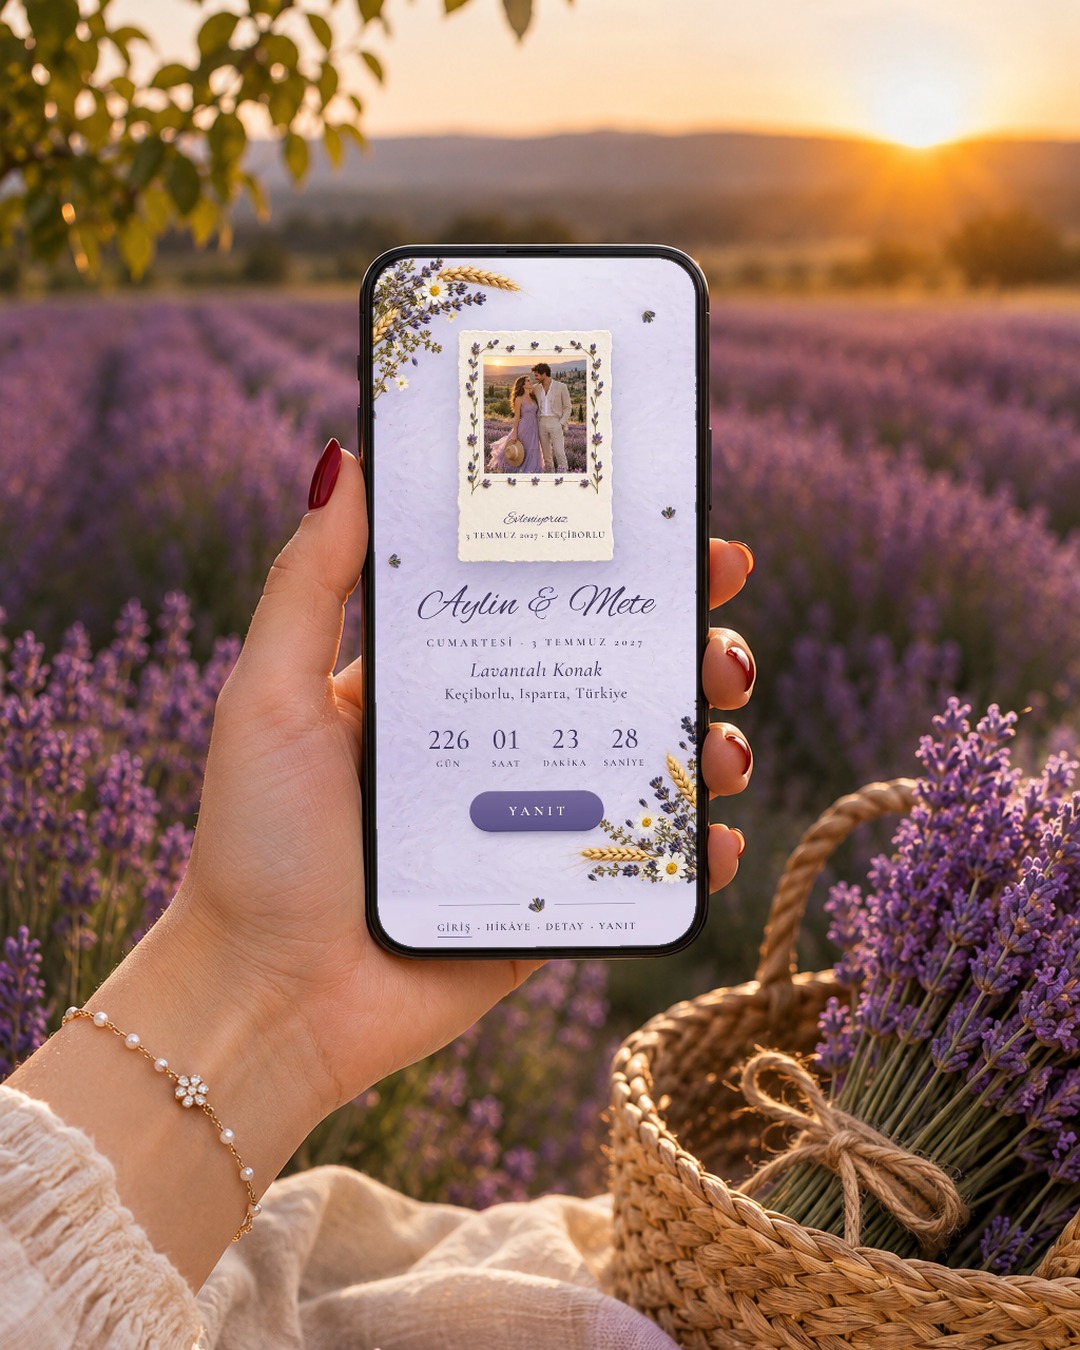 Evleniyoruz
3 TEMMUZ 2027 · KEÇİBORLU
Aylin & Mete
CUMARTESİ · 3 TEMMUZ 2027
Lavantalı Konak
Keçiborlu, Isparta, Türkiye
226 01 23 28
GÜN SAAT DAKİKA SANİYE
YANIT
GİRİŞ · HİKÂYE · DETAY · YANIT